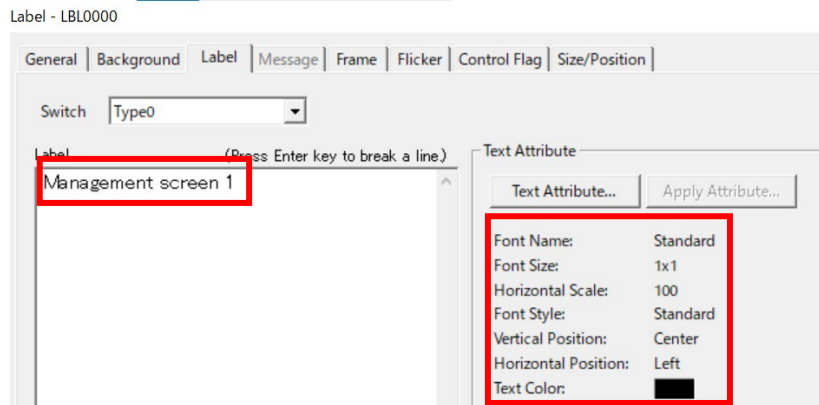 Label - LBL0000
General Background Label Message Frame Flicker Control Flag Size/Position
Switch Type0
Label (Press Enter key to break a line.)
Management screen 1
Text Attribute
Text Attribute... Apply Attribute...
Font Name: Standard
Font Size: 1x1
Horizontal Scale: 100
Font Style: Standard
Vertical Position: Center
Horizontal Position: Left
Text Color: